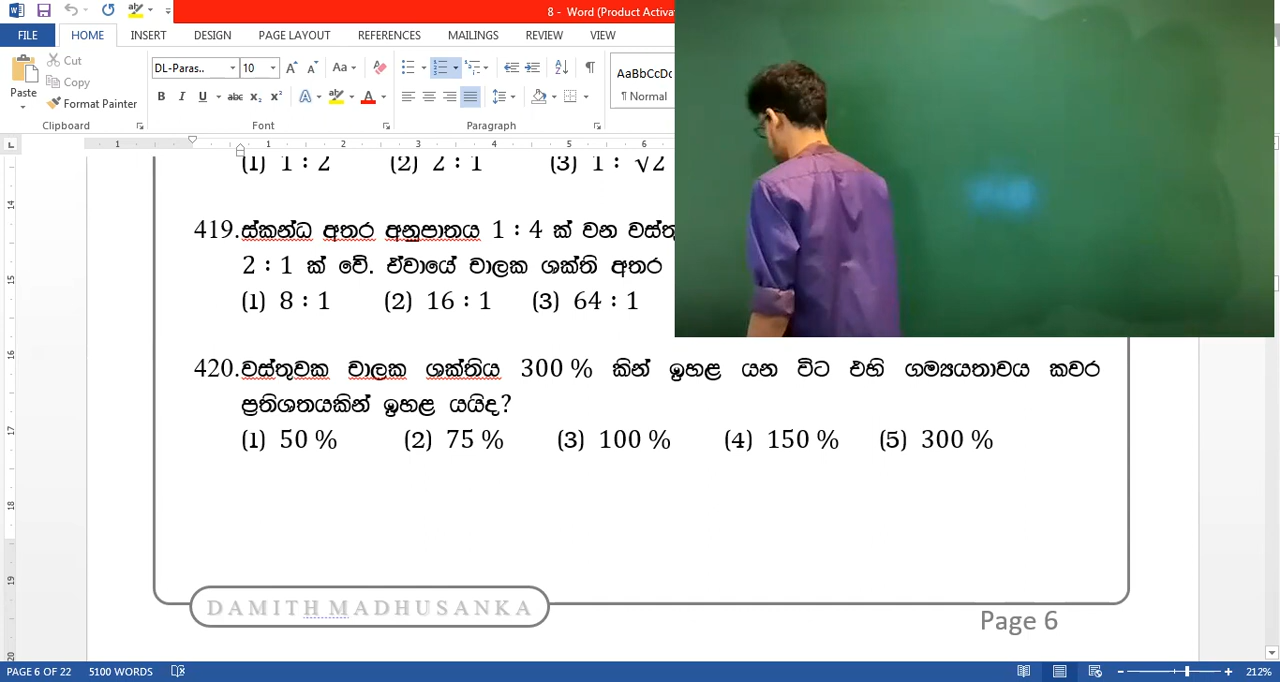 8 - Word (Product Activa
FILE HOME INSERT DESIGN PAGE LAYOUT REFERENCES MAILINGS REVIEW VIEW
Cut
Copy
Format Painter
Paste
Clipboard
DL-Paras.. 10
Font
Paragraph
AaBbCcDc
¶ Normal
(1) 1 : 2 (2) 2 : 1 (3) 1 : √2
419. ස්කන්ධ අතර අනුපාතය 1 : 4 ක් වන වස්තු
2 : 1 ක් වේ. ඒවායේ චාලක ශක්ති අතර
(1) 8 : 1 (2) 16 : 1 (3) 64 : 1
420. වස්තුවක චාලක ශක්තිය 300 % කින් ඉහළ යන විට එහි ගම්‍යයතාවය කවර
ප්‍රතිශතයකින් ඉහළ යයිද?
(1) 50 % (2) 75 % (3) 100 % (4) 150 % (5) 300 %
DAMITH MADHUSANKA
Page 6
PAGE 6 OF 22 5100 WORDS 212%